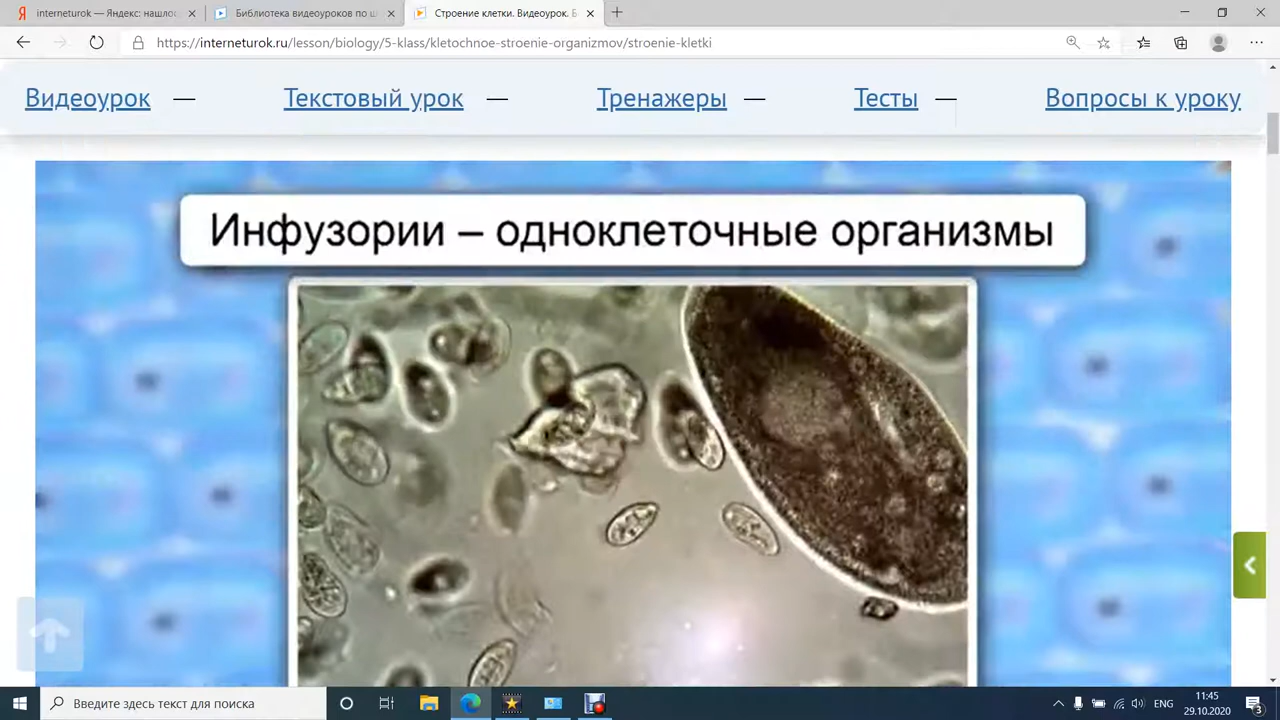 interneturok — Яндекс: нашлос
Библиотека видеоуроков по ш
Строение клетки. Видеоурок. Б
https://interneturok.ru/lesson/biology/5-klass/kletochnoe-stroenie-organizmov/stroenie-kletki
Видеоурок — Текстовый урок — Тренажеры — Тесты — Вопросы к уроку
Инфузории – одноклеточные организмы
Введите здесь текст для поиска
ENG
11:45
29.10.2020
3